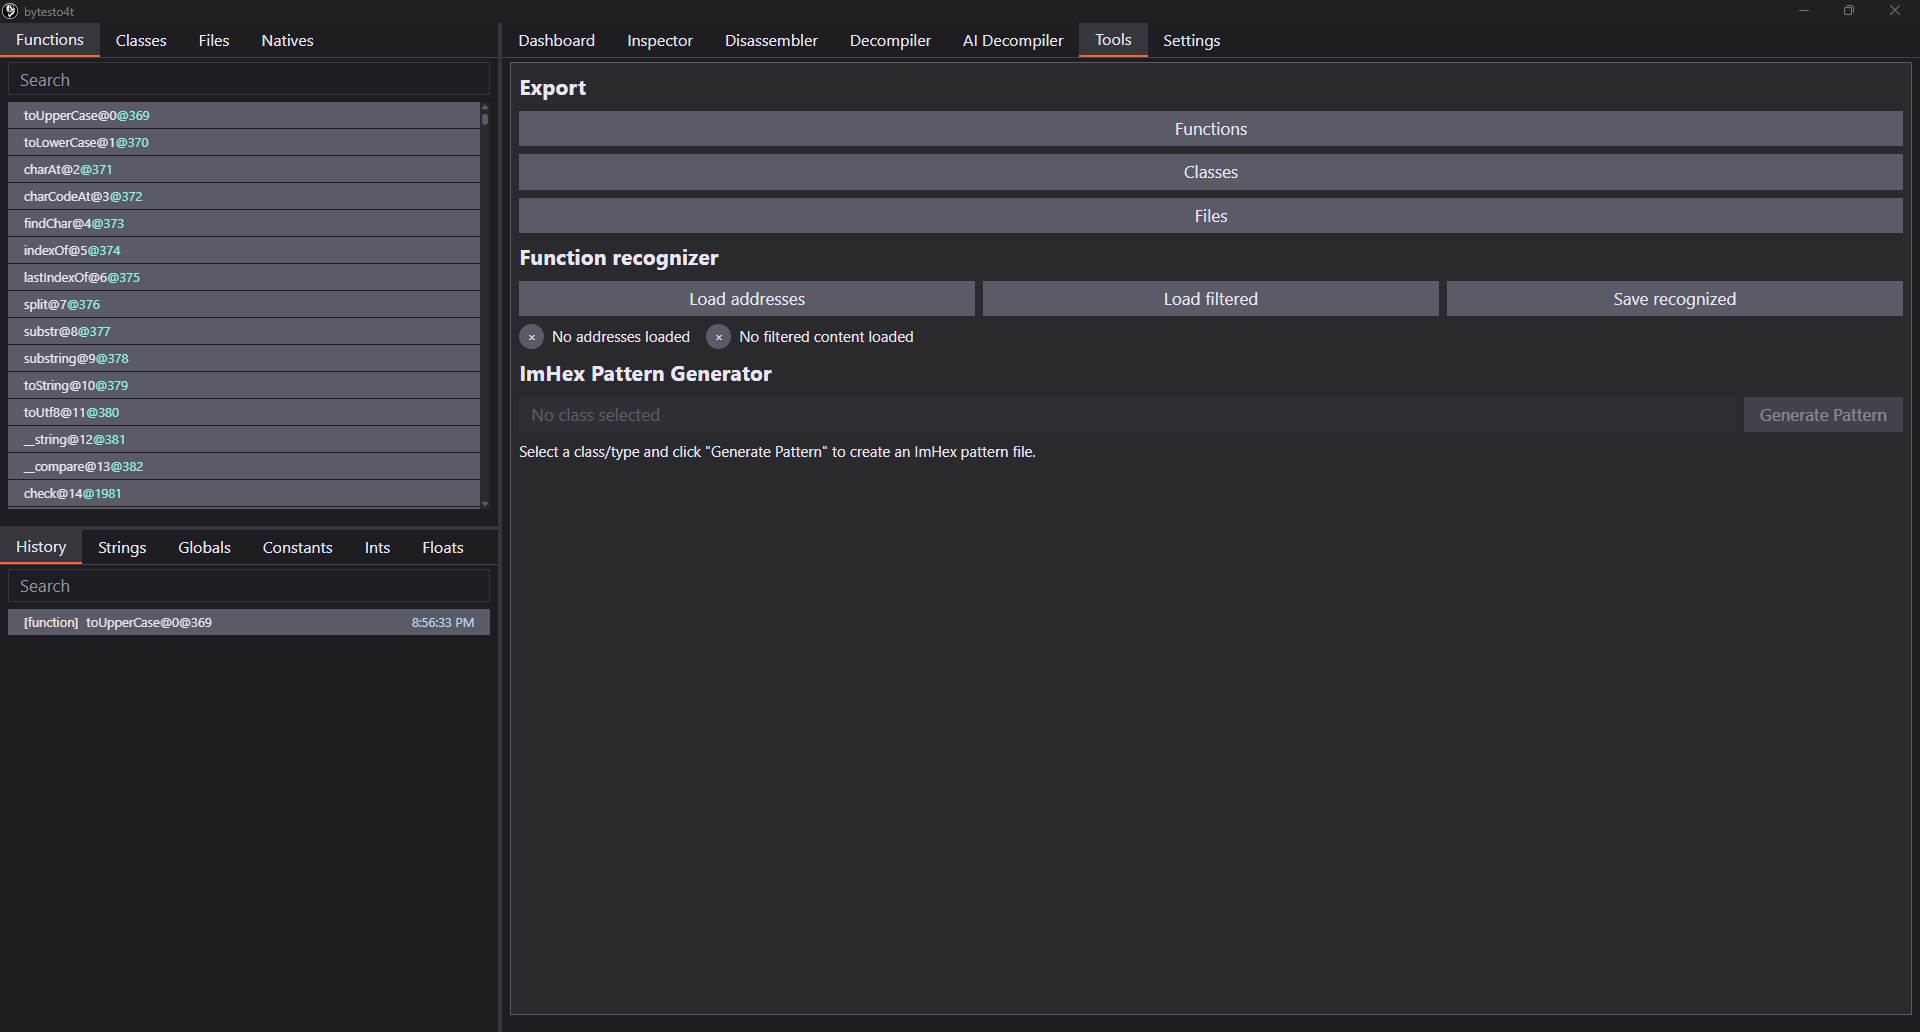 bytesto4t
Functions Classes Files Natives
Search
toUpperCase@0@369
toLowerCase@1@370
charAt@2@371
charCodeAt@3@372
findChar@4@373
indexOf@5@374
lastIndexOf@6@375
split@7@376
substr@8@377
substring@9@378
toString@10@379
toUtf8@11@380
__string@12@381
__compare@13@382
check@14@1981
History Strings Globals Constants Ints Floats
Search
[function] toUpperCase@0@369 8:56:33 PM
Dashboard Inspector Disassembler Decompiler AI Decompiler Tools Settings
Export
Functions
Classes
Files
Function recognizer
Load addresses Load filtered Save recognized
× No addresses loaded × No filtered content loaded
ImHex Pattern Generator
No class selected Generate Pattern
Select a class/type and click "Generate Pattern" to create an ImHex pattern file.